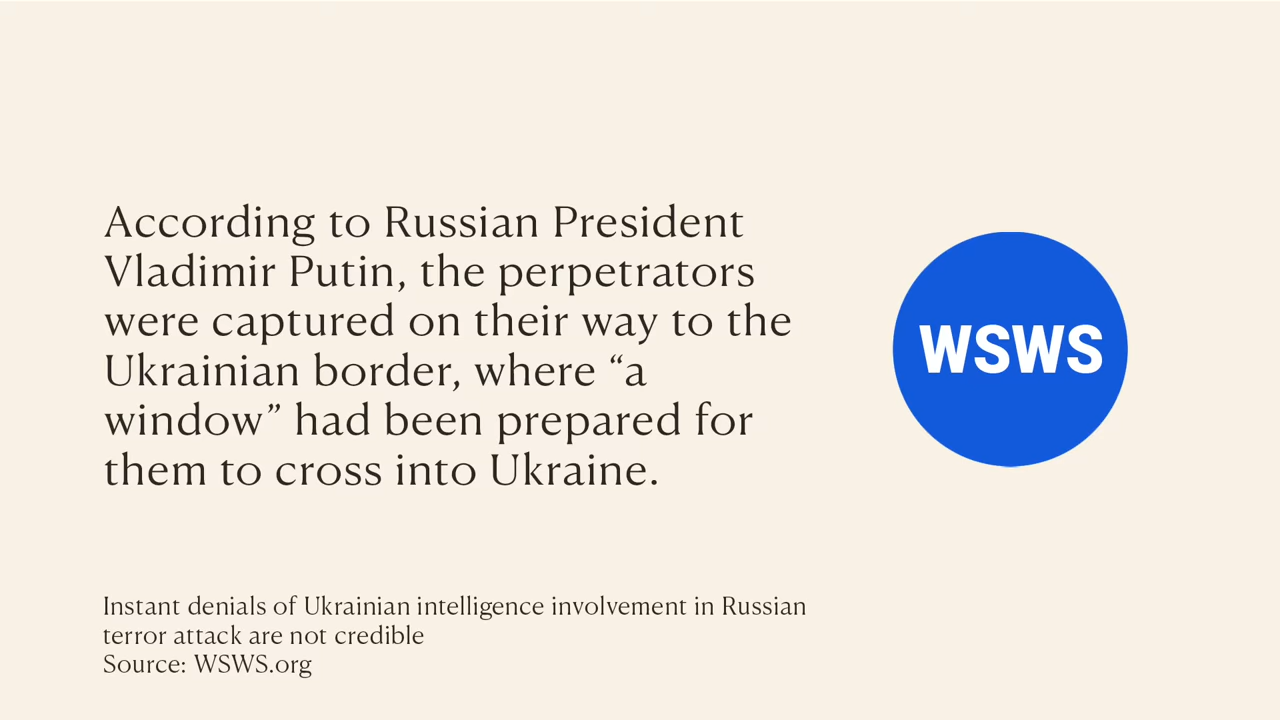 According to Russian President
Vladimir Putin, the perpetrators
were captured on their way to the
Ukrainian border, where “a
window” had been prepared for
them to cross into Ukraine.
WSWS
Instant denials of Ukrainian intelligence involvement in Russian
terror attack are not credible
Source: WSWS.org